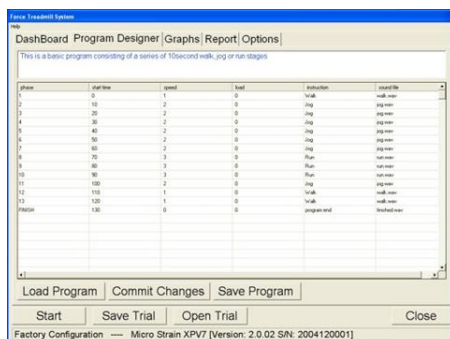 Force Treadmill System
Help
DashBoard Program Designer Graphs Report Options
This is a basic program consisting of a series of 10second walk, jog or run stages
phase start time speed load instruction sound file
1 0 1 0 Walk walk.wav
2 10 2 0 Jog jog.wav
3 20 2 0 Jog jog.wav
4 30 2 0 Jog jog.wav
5 40 2 0 Jog jog.wav
6 50 2 0 Jog jog.wav
7 60 2 0 Jog jog.wav
8 70 3 0 Run run.wav
9 80 3 0 Run run.wav
10 90 3 0 Run run.wav
11 100 2 0 Jog jog.wav
12 110 1 0 Walk walk.wav
13 120 1 0 Walk walk.wav
FINISH 130 0 0 program end finished.wav
Load Program Commit Changes Save Program
Start Save Trial Open Trial Close
Factory Configuration ---- Micro Strain XPV7 [Version: 2.0.02 S/N: 2004120001]